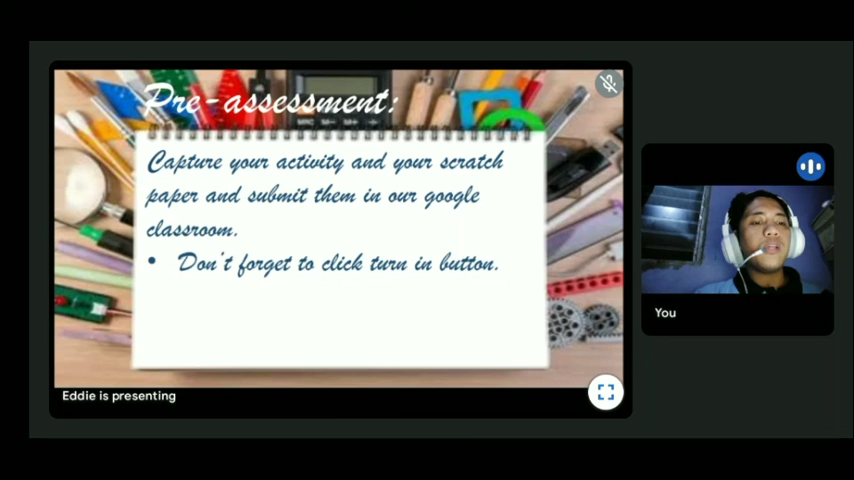 Pre-assessment:
Capture your activity and your scratch
paper and submit them in our google
classroom.
• Don't forget to click turn in button.
Eddie is presenting
You